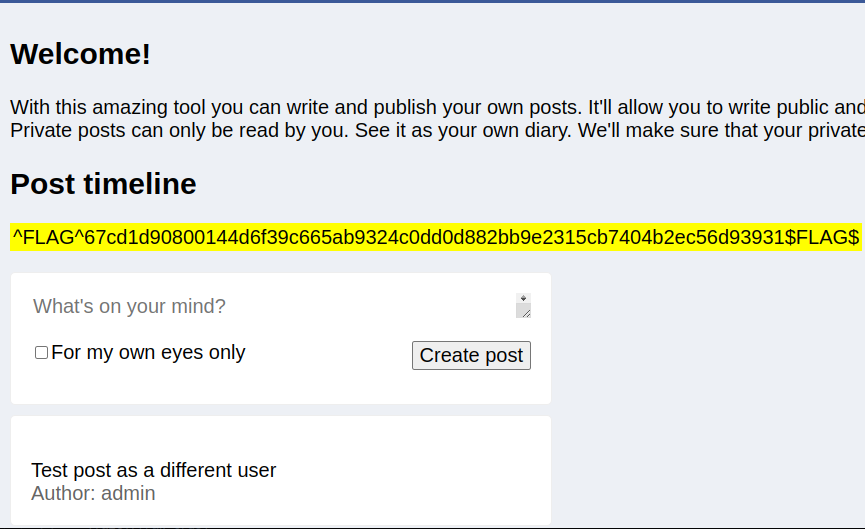 Welcome!
With this amazing tool you can write and publish your own posts. It'll allow you to write public and
Private posts can only be read by you. See it as your own diary. We'll make sure that your private
Post timeline
^FLAG^67cd1d90800144d6f39c665ab9324c0dd0d882bb9e2315cb7404b2ec56d93931$FLAG$
What's on your mind?
For my own eyes only
Create post
Test post as a different user
Author: admin